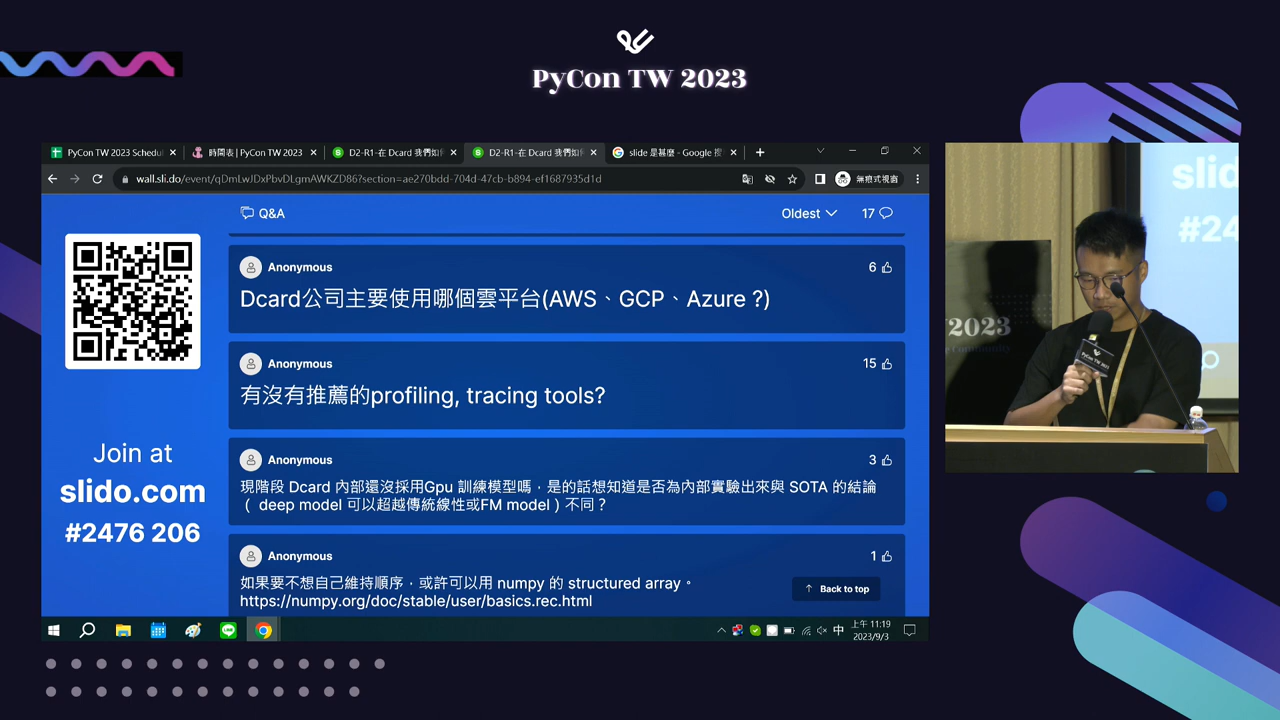 PyCon TW 2023
PyCon TW 2023 Schedul
時間表 | PyCon TW 2023
D2-R1-在 Dcard 我們如何
D2-R1-在 Dcard 我們如何
slide 是甚麼 - Google 搜
wall.sli.do/event/qDmLwJDxPbvDLgmAWKZD86?section=ae270bdd-704d-47cb-b894-ef1687935d1d
無痕式視窗
Q&A
Oldest
17
Anonymous
6
Dcard公司主要使用哪個雲平台(AWS、GCP、Azure ?)
Anonymous
15
有沒有推薦的profiling, tracing tools?
Anonymous
3
現階段 Dcard 內部還沒採用Gpu 訓練模型嗎,是的話想知道是否為內部實驗出來與 SOTA 的結論
( deep model 可以超越傳統線性或FM model ) 不同?
Anonymous
1
如果要不想自己維持順序,或許可以用 numpy 的 structured array。
https://numpy.org/doc/stable/user/basics.rec.html
Back to top
Join at
slido.com
#2476 206
中
上午 11:19
2023/9/3
slid
#24
2023
PyCon TW 2023